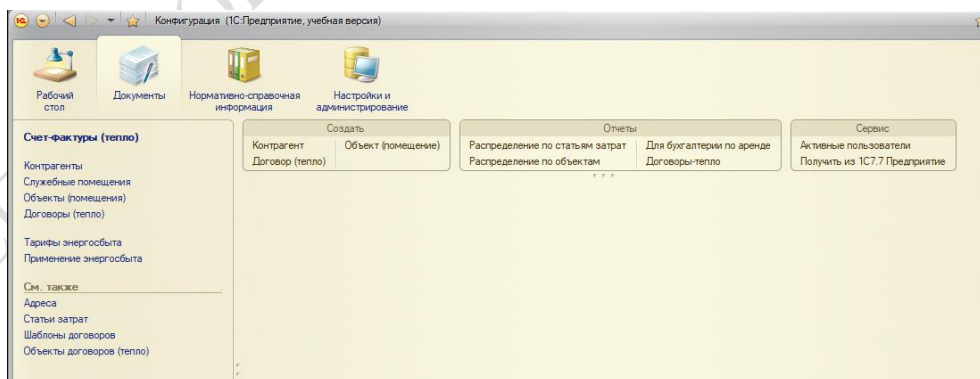 Конфигурация (1С:Предприятие, учебная версия)
Рабочий стол
Документы
Нормативно-справочная информация
Настройки и администрирование
Счет-фактуры (тепло)
Контрагенты
Служебные помещения
Объекты (помещения)
Договоры (тепло)
Тарифы энергосбыта
Применение энергосбыта
См. также
Адреса
Статьи затрат
Шаблоны договоров
Объекты договоров (тепло)
Создать
Контрагент Объект (помещение)
Договор (тепло)
Отчеты
Распределение по статьям затрат Для бухгалтерии по аренде
Распределение по объектам Договоры-тепло
Сервис
Активные пользователи
Получить из 1С7.7 Предприятие